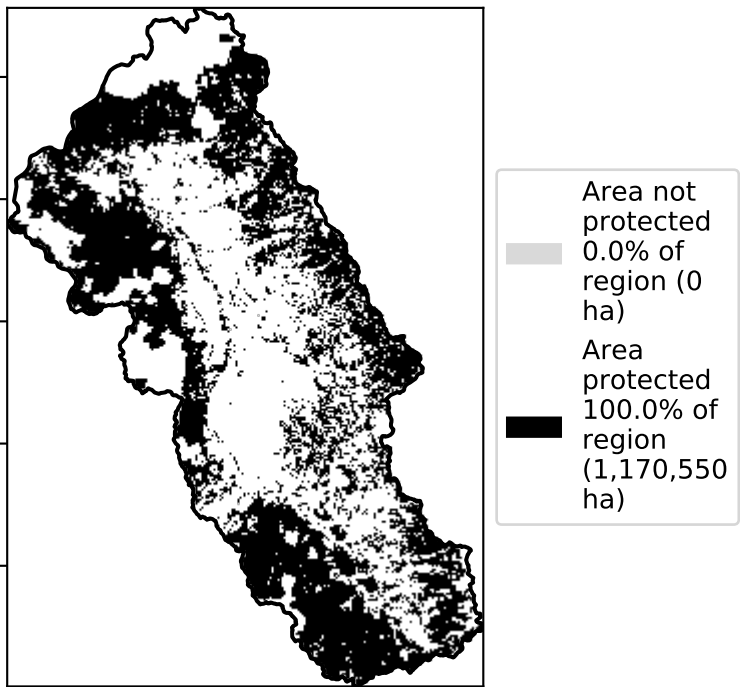 Area not
protected
0.0% of
region (0
ha)
Area
protected
100.0% of
region
(1,170,550
ha)